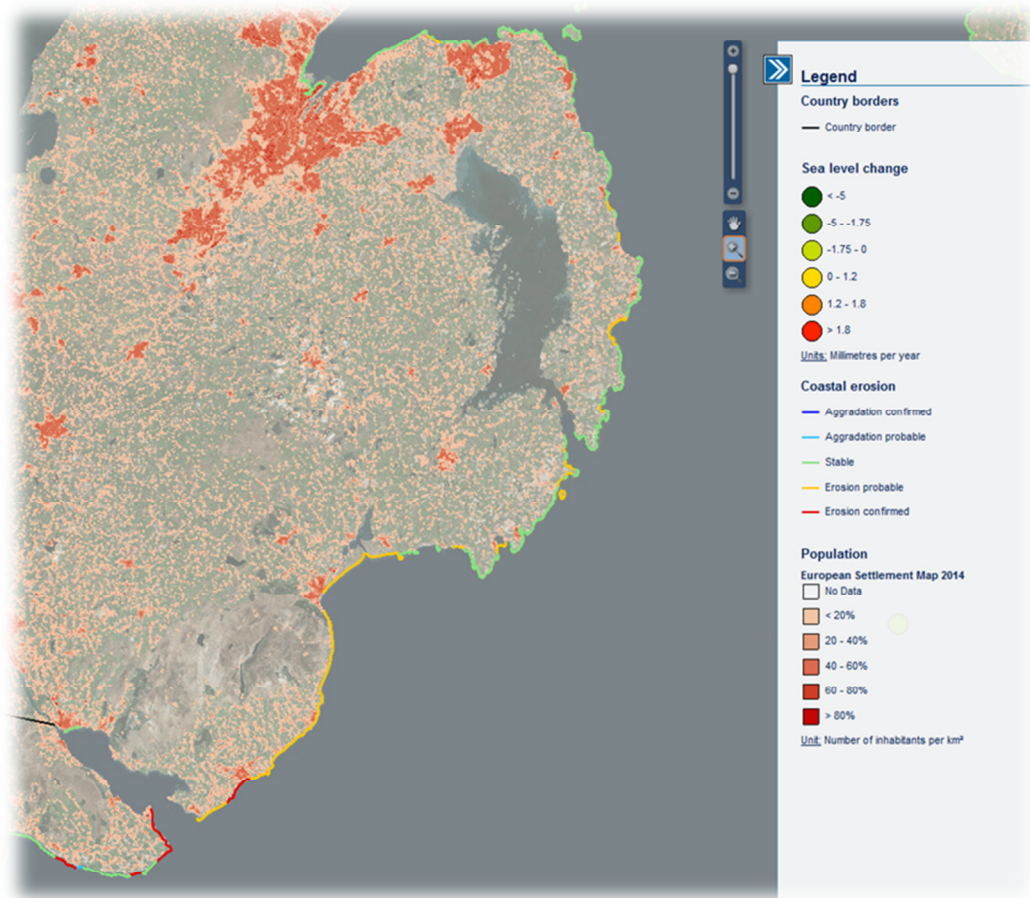 Legend
Country borders
Country border
Sea level change
< -5
-5 - -1.75
-1.75 - 0
0 - 1.2
1.2 - 1.8
> 1.8
Units: Millimetres per year
Coastal erosion
Aggradation confirmed
Aggradation probable
Stable
Erosion probable
Erosion confirmed
Population
European Settlement Map 2014
No Data
< 20%
20 - 40%
40 - 60%
60 - 80%
> 80%
Unit: Number of inhabitants per km²